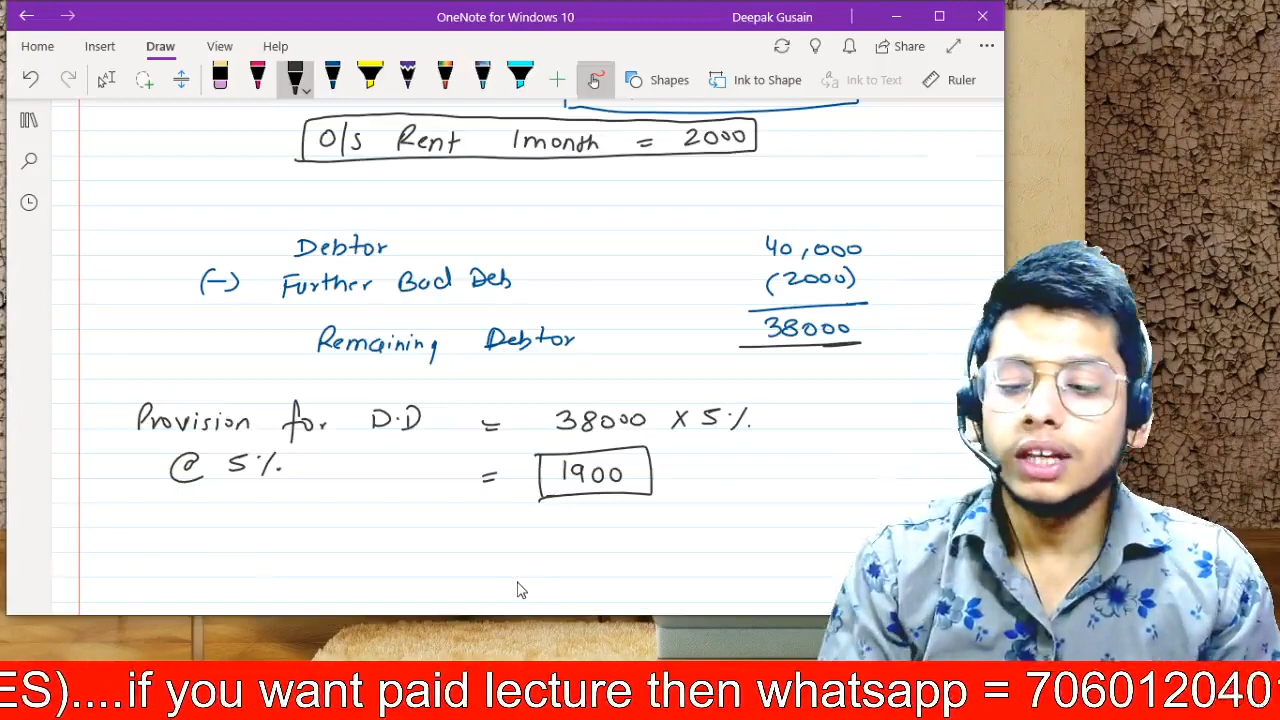 OneNote for Windows 10
Deepak Gusain
Home Insert Draw View Help Share
Shapes Ink to Shape Ink to Text Ruler
O/s Rent 1month = 2000
Debtor 40,000
(-) Further Bad Deb (2000)
Remaining Debtor 38000
Provision for D.D = 38000 X 5%.
@ 5% = 1900
ES)....if you want paid lecture then whatsapp = 706012040